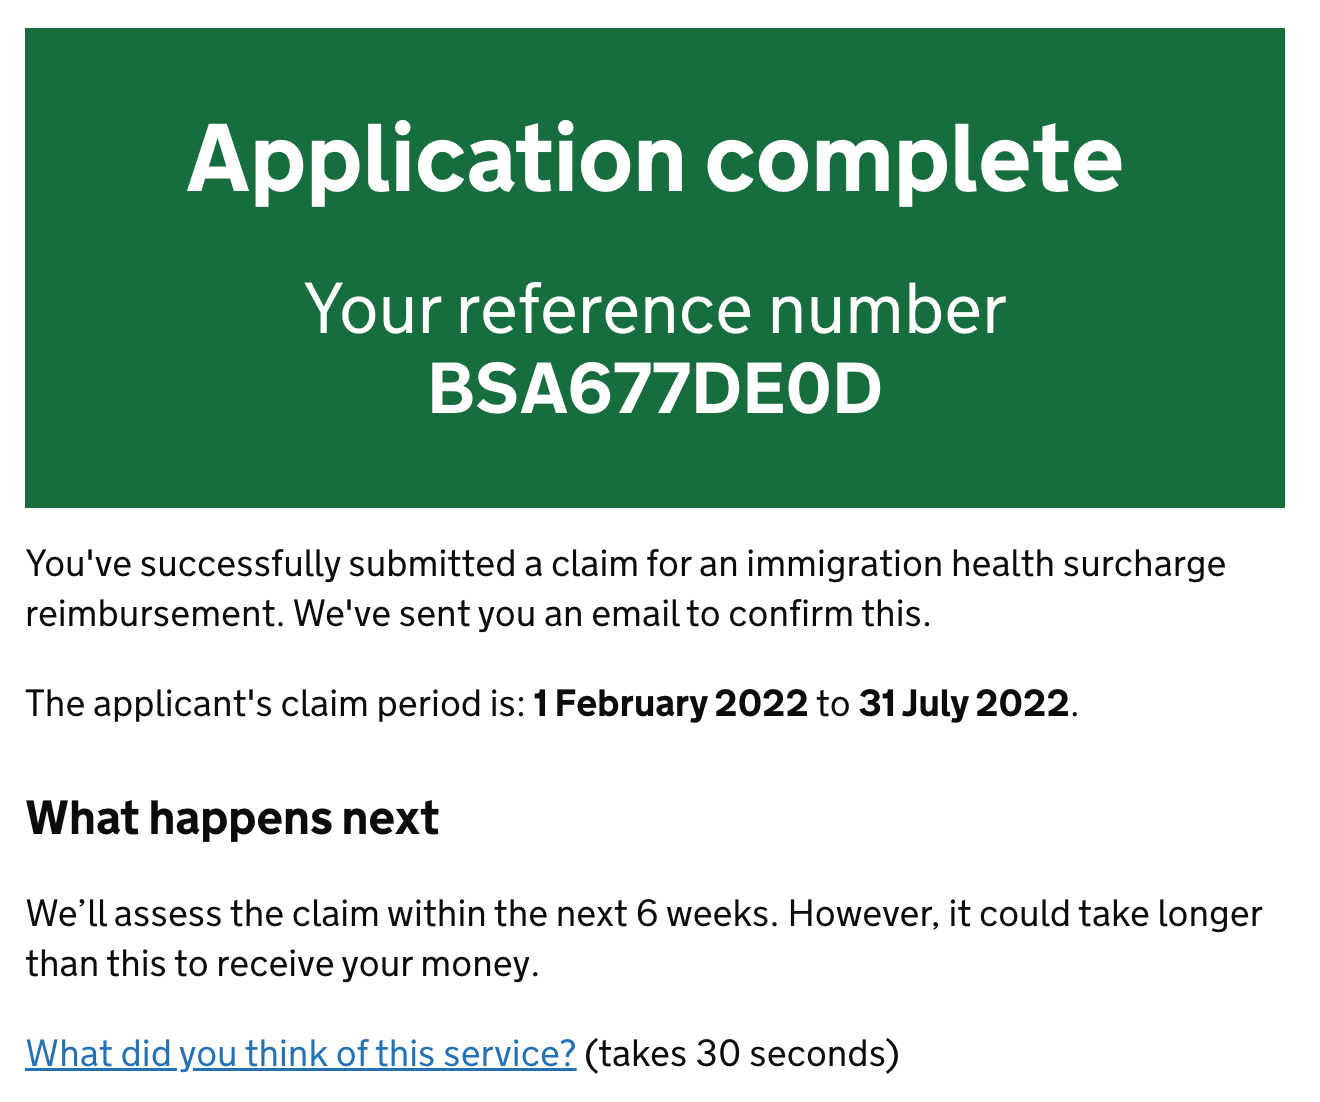 Application complete
Your reference number
BSA677DE0D
You've successfully submitted a claim for an immigration health surcharge
reimbursement. We've sent you an email to confirm this.
The applicant's claim period is: 1 February 2022 to 31 July 2022.
What happens next
We’ll assess the claim within the next 6 weeks. However, it could take longer
than this to receive your money.
What did you think of this service? (takes 30 seconds)